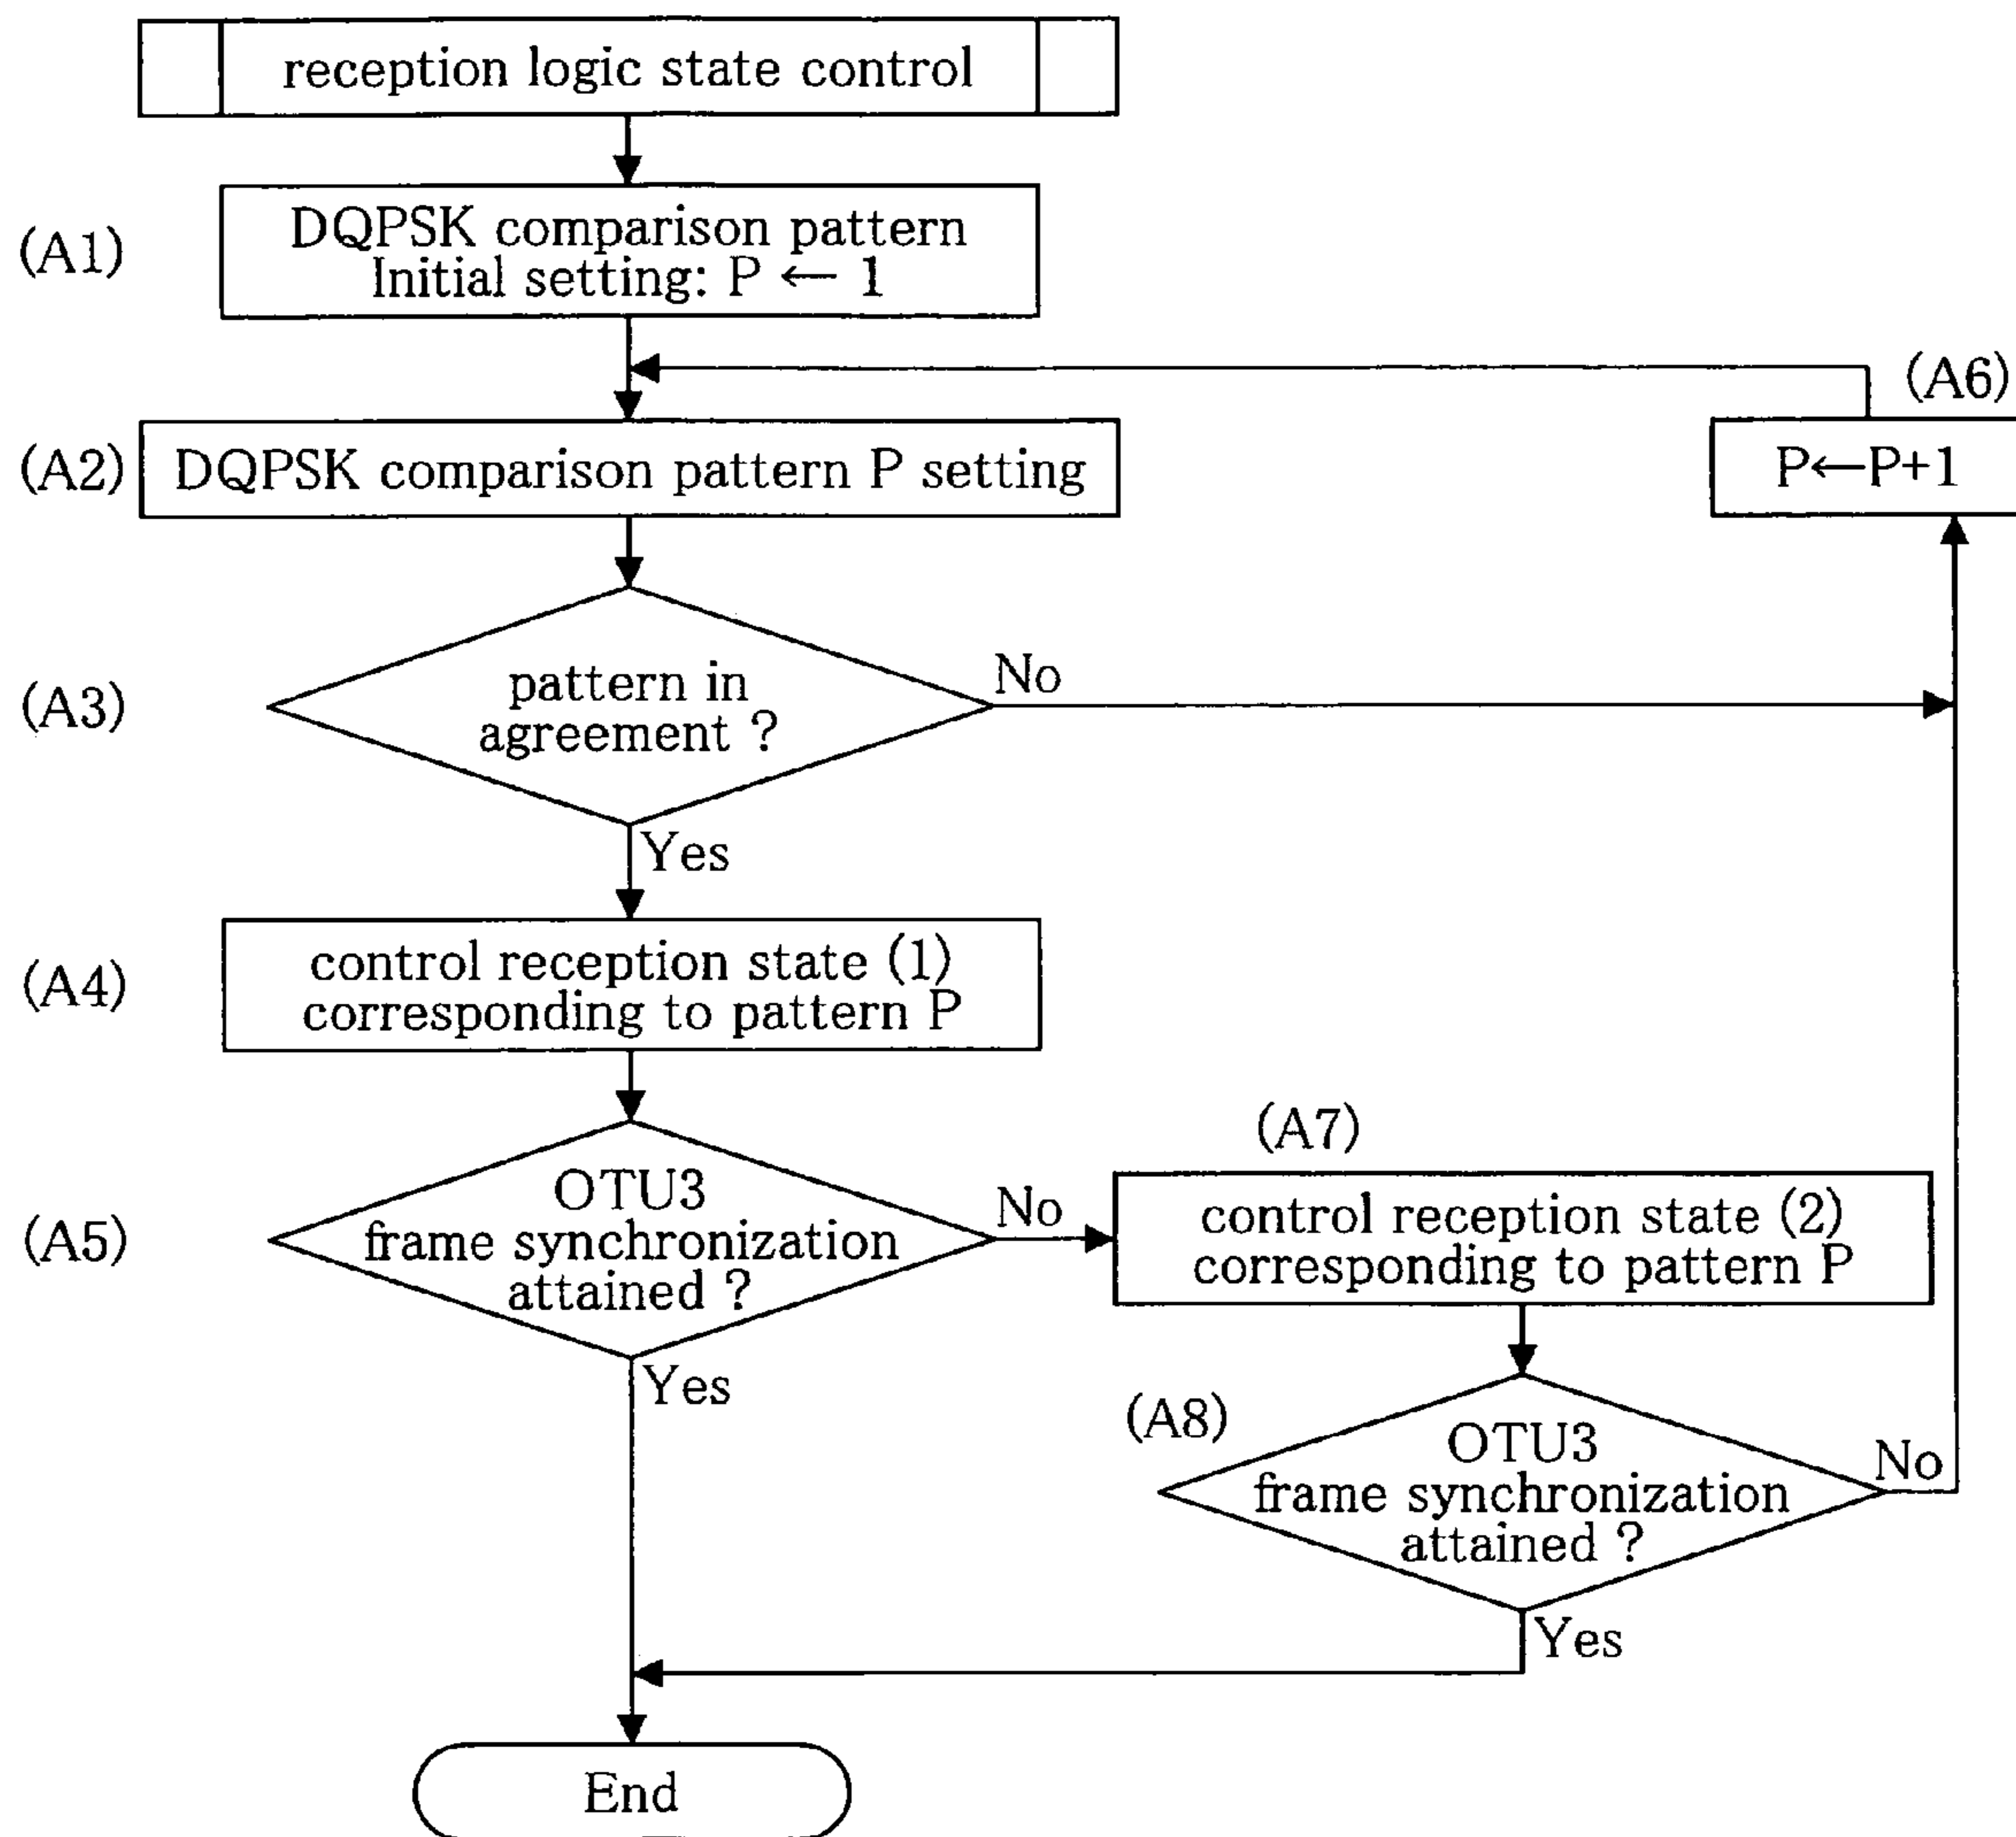 reception logic state control
(A1)
DQPSK comparison pattern
Initial setting: P ← 1
(A6)
P←P+1
(A2)
DQPSK comparison pattern P setting
(A3)
pattern in
agreement ?
No
Yes
(A4)
control reception state (1)
corresponding to pattern P
(A5)
OTU3
frame synchronization
attained ?
No
Yes
(A7)
control reception state (2)
corresponding to pattern P
(A8)
OTU3
frame synchronization
attained ?
No
Yes
End